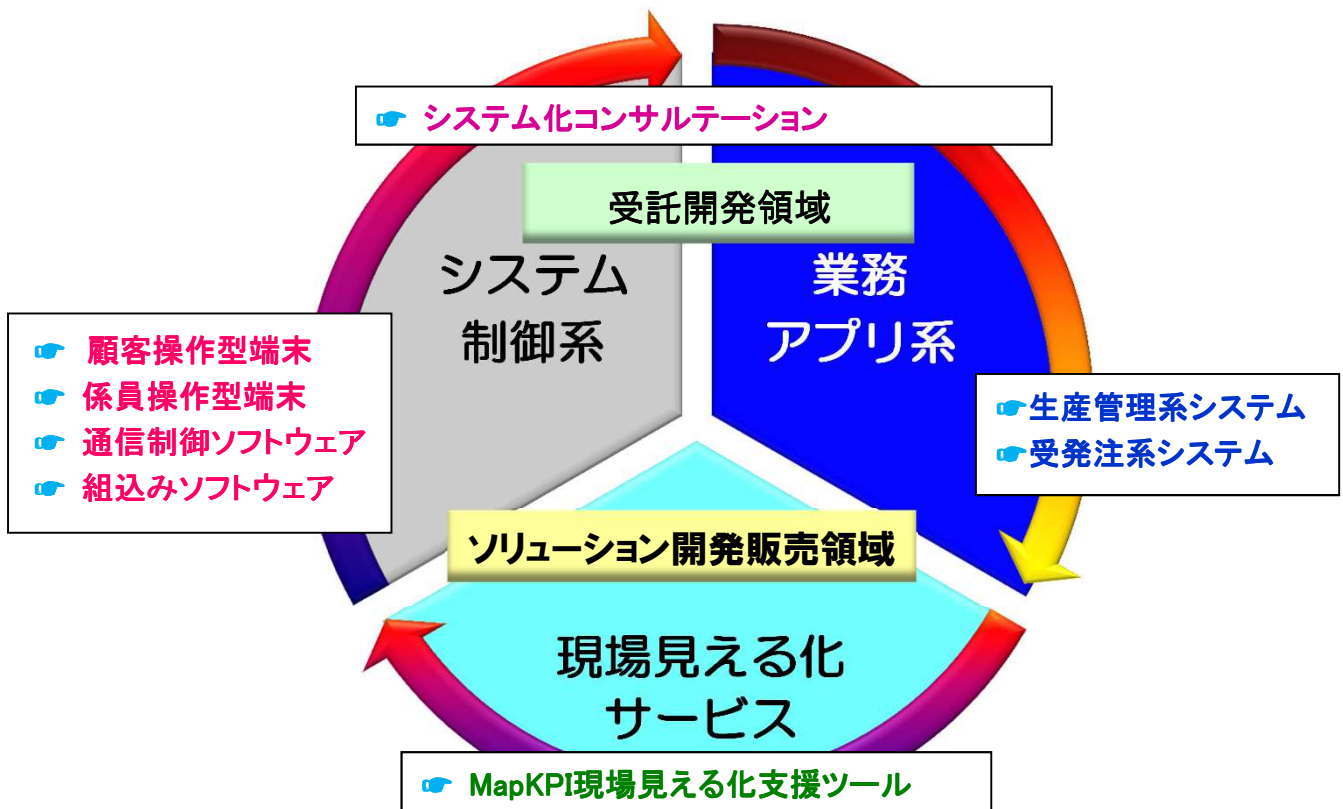 ☞ システム化コンサルテーション
受託開発領域
システム
制御系
業務
アプリ系
☞ 顧客操作型端末
☞ 係員操作型端末
☞ 通信制御ソフトウェア
☞ 組込みソフトウェア
☞生産管理系システム
☞受発注系システム
ソリューション開発販売領域
現場見える化
サービス
☞ MapKPI現場見える化支援ツール